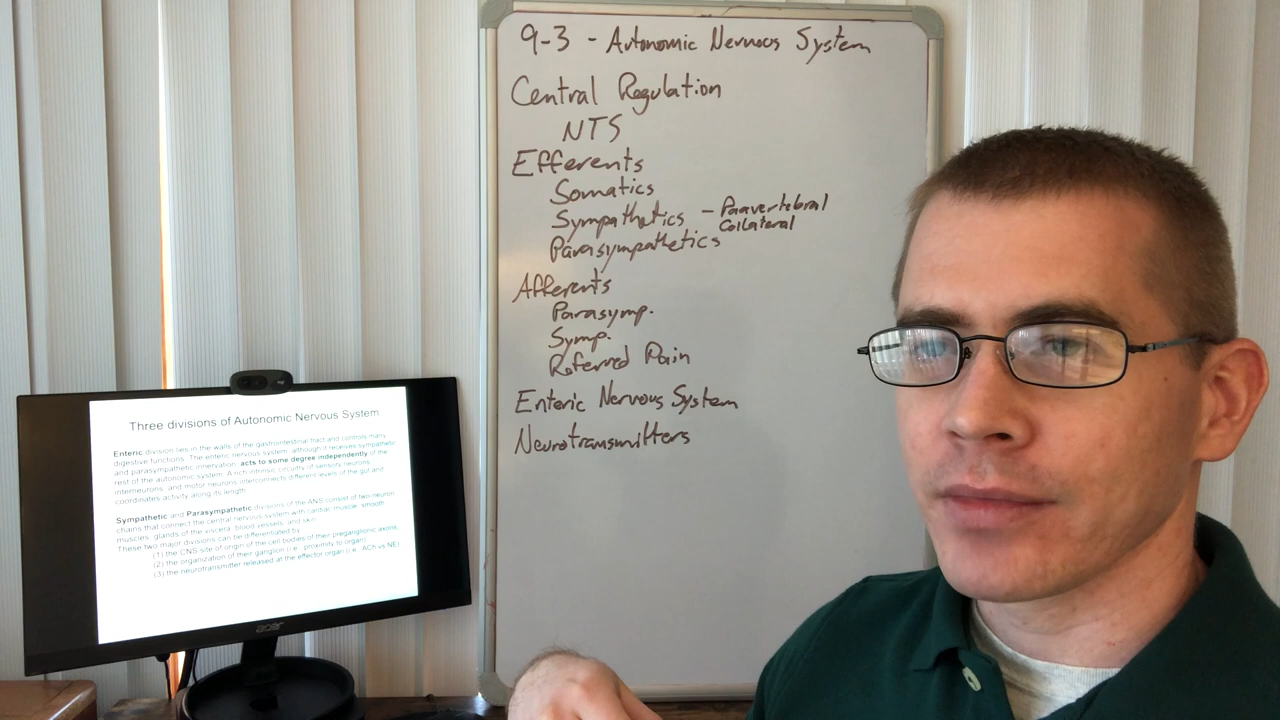 9-3 - Autonomic Nervous System
Central Regulation
NTS
Efferents
Somatics
Sympathetics - Paavertebral
Collateral
Parasympathetics
Afferents
Parasymp.
Symp.
Referred Pain
Enteric Nervous System
Neurotransmitters
Three divisions of Autonomic Nervous System
Enteric division lies in the walls of the gastrointestinal tract and controls many
digestive functions. The enteric nervous system, although it receives sympathetic
and parasympathetic innervation, acts to some degree independently of the
rest of the autonomic system. A rich intrinsic circuitry of sensory neurons,
interneurons, and motor neurons interconnects different levels of the gut and
coordinates activity along its length.
Sympathetic and Parasympathetic divisions of the ANS consist of two-neuron
chains that connect the central nervous system with cardiac muscle, smooth
muscles, glands of the viscera, blood vessels, and skin.
These two major divisions can be differentiated by
(1) the CNS site of origin of the cell bodies of their preganglionic axons,
(2) the organization of their ganglion (i.e. proximity to organ)
(3) the neurotransmitter released at the effector organ (i.e. ACh vs NE)
acer